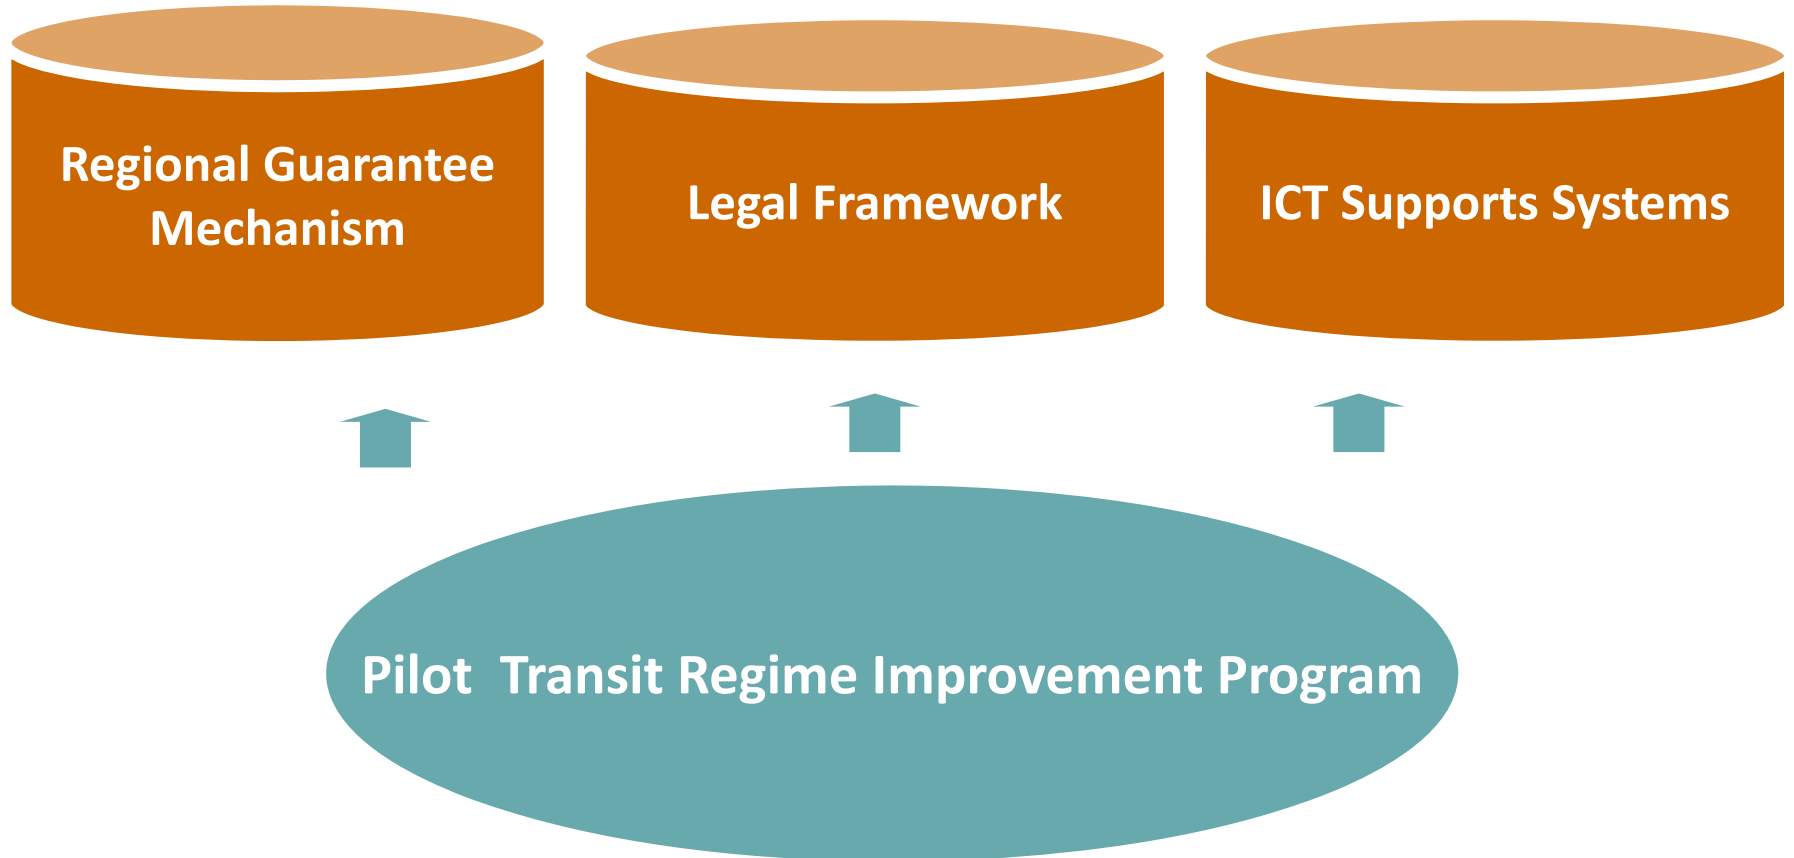 Regional Guarantee
Mechanism
Legal Framework
ICT Supports Systems
Pilot  Transit Regime Improvement Program